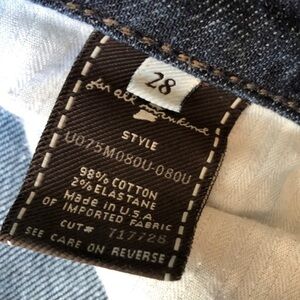 28
for all mankind
STYLE
U075M080U-080U
98% COTTON
2% ELASTANE
Made in U.S.A
OF IMPORTED FABRIC
CUT# 717728
SEE CARE ON REVERSE